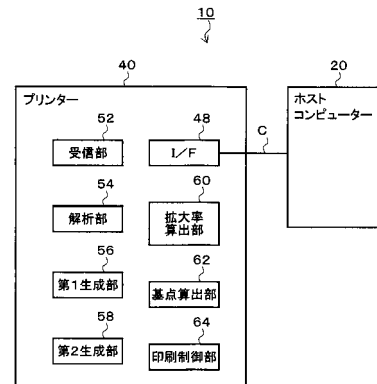 10
40
20
プリンター
ホスト
コンピューター
52
48
受信部
I/F
C
54
60
解析部
拡大率
算出部
56
62
第1生成部
基点算出部
58
64
第2生成部
印刷制御部